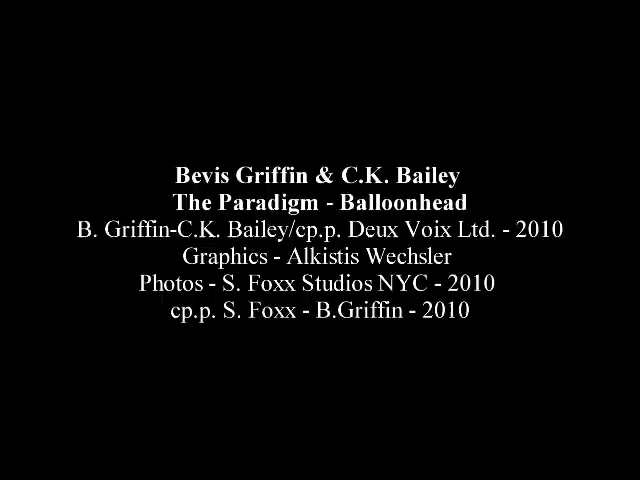 Bevis Griffin & C.K. Bailey
The Paradigm - Balloonhead
B. Griffin-C.K. Bailey/cp.p. Deux Voix Ltd. - 2010
Graphics - Alkistis Wechsler
Photos - S. Foxx Studios NYC - 2010
cp.p. S. Foxx - B.Griffin - 2010